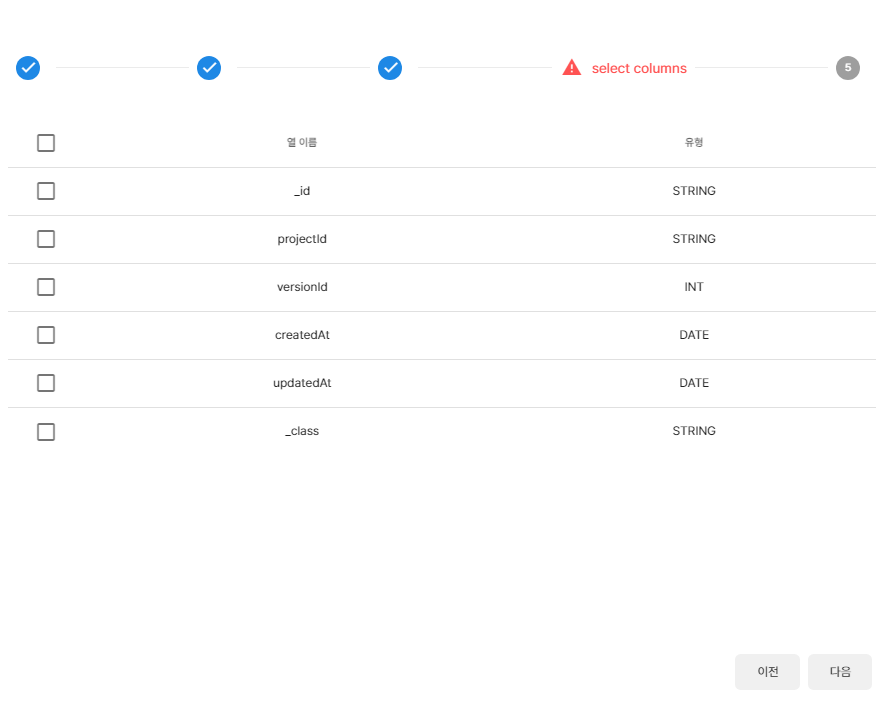 select columns
5
열 이름 유형
_id STRING
projectId STRING
versionId INT
createdAt DATE
updatedAt DATE
_class STRING
이전 다음